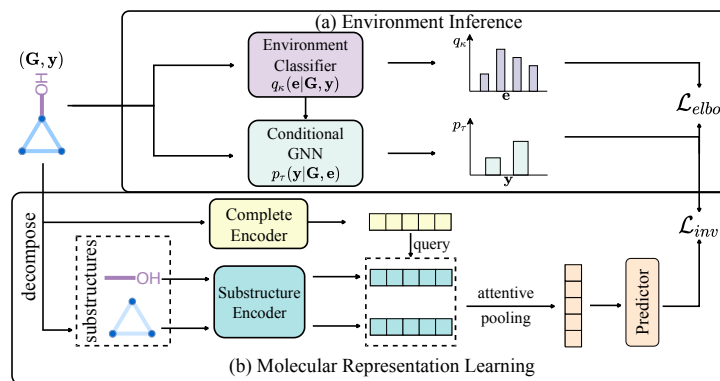 (a) Environment Inference
(G, y)
OH
Environment
Classifier
qκ(e|G, y)
qκ
e
Conditional
GNN
pτ(y|G, e)
pτ
y
ℒelbo
decompose
Complete
Encoder
query
substructures
OH
Substructure
Encoder
attentive
pooling
Predictor
ℒinv
(b) Molecular Representation Learning